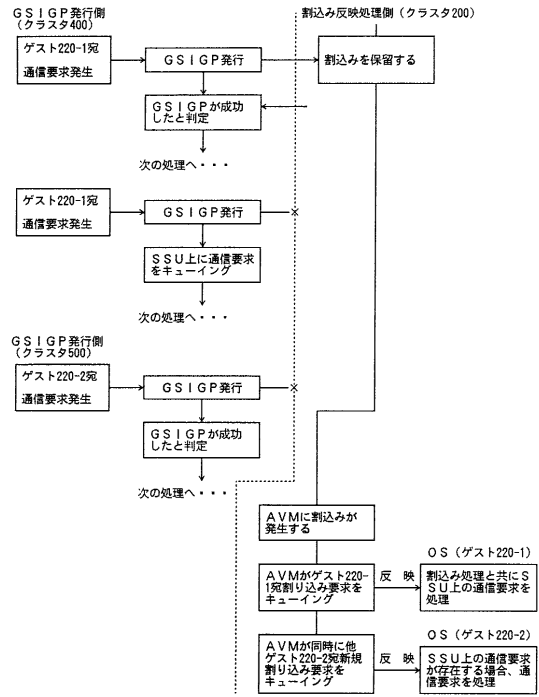 ＧＳＩＧＰ発行側
（クラスタ400）
割込み反映処理側（クラスタ200）
ゲスト220-1宛
通信要求発生
ＧＳＩＧＰ発行
割込みを保留する
ＧＳＩＧＰが成功
したと判定
次の処理へ・・・
ゲスト220-1宛
通信要求発生
ＧＳＩＧＰ発行
×
ＳＳＵ上に通信要求
をキューイング
次の処理へ・・・
ＧＳＩＧＰ発行側
（クラスタ500）
ゲスト220-2宛
通信要求発生
ＧＳＩＧＰ発行
×
ＧＳＩＧＰが成功
したと判定
次の処理へ・・・
ＡＶＭに割込みが
発生する
ＡＶＭがゲスト220-
1宛割り込み要求を
キューイング
反　映
ＯＳ（ゲスト220-1）
割込み処理と共にＳ
ＳＵ上の通信要求を
処理
ＡＶＭが同時に他
ゲスト220-2宛新規
割り込み要求を
キューイング
反　映
ＯＳ（ゲスト220-2）
ＳＳＵ上の通信要求
が存在する場合、通
信要求を処理